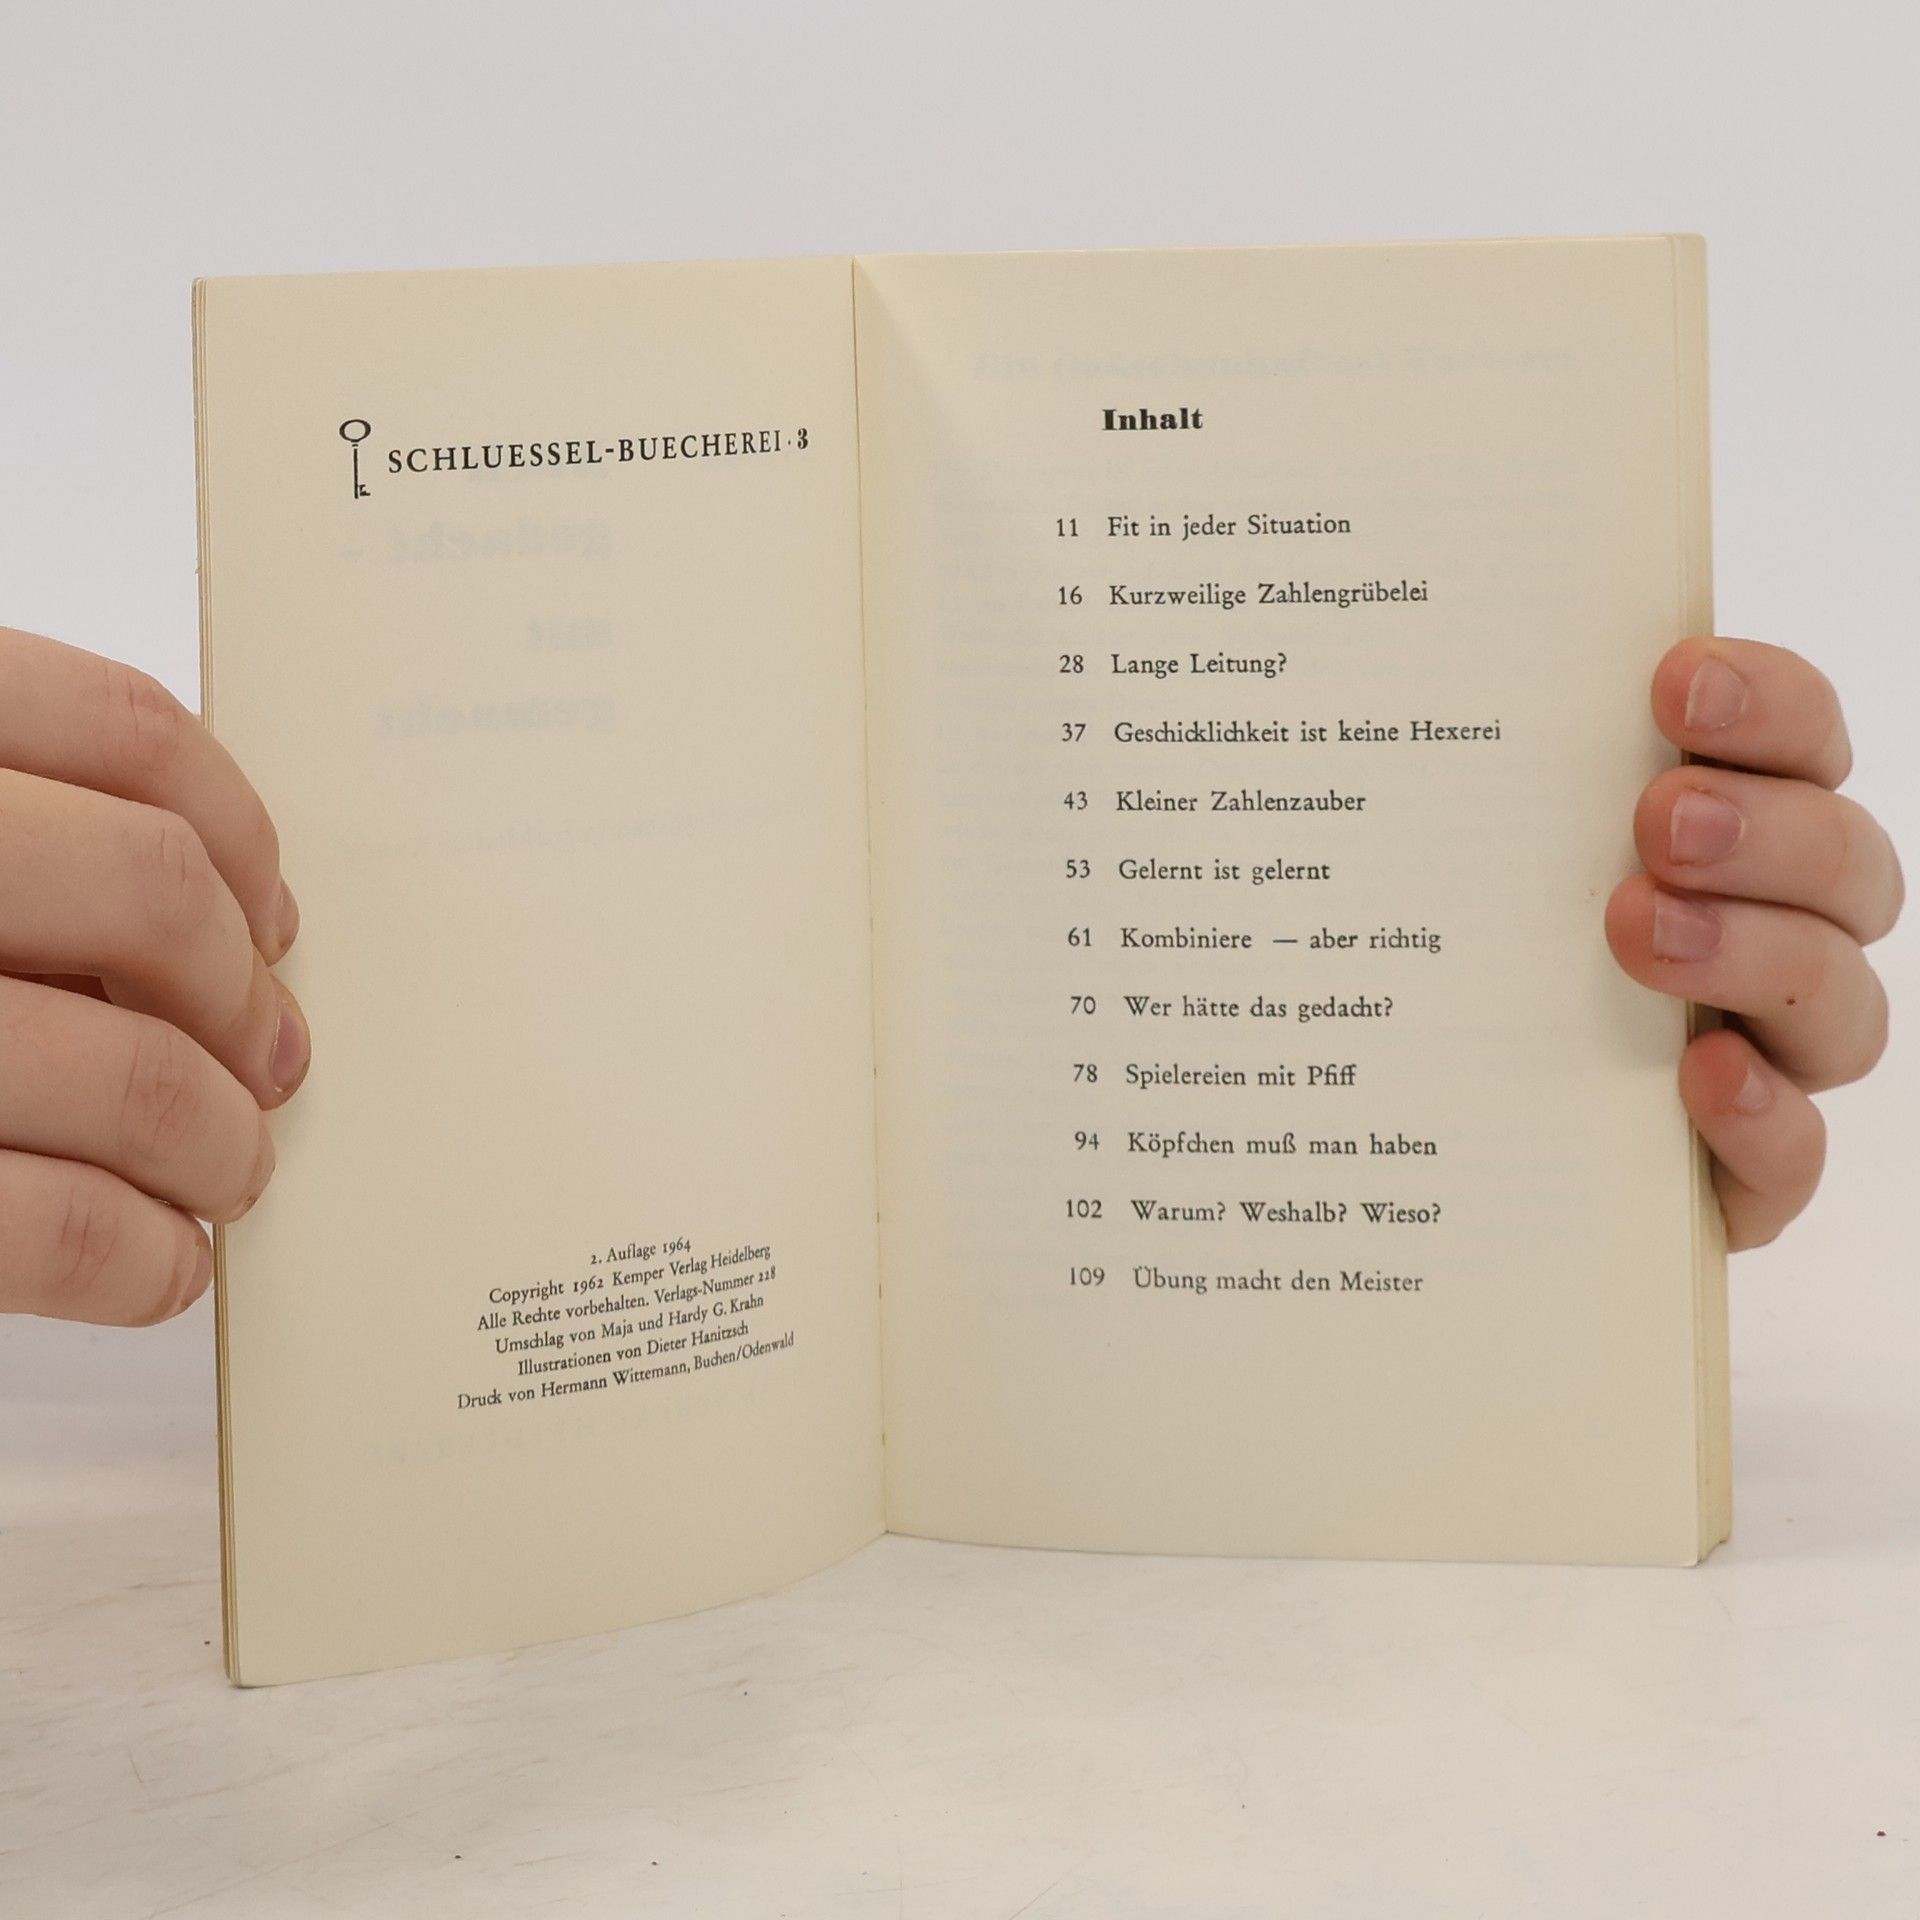 SCHLUESSEL-BUECHEREI · 3
2. Auflage 1964
Copyright 1962 Kemper Verlag Heidelberg
Alle Rechte vorbehalten. Verlags-Nummer 228
Umschlag von Maja und Hardy G. Krahn
Illustrationen von Dieter Hanitzsch
Druck von Hermann Wittemann, Buchen/Odenwald
Inhalt
11 Fit in jeder Situation
16 Kurzweilige Zahlengrübelei
28 Lange Leitung?
37 Geschicklichkeit ist keine Hexerei
43 Kleiner Zahlenzauber
53 Gelernt ist gelernt
61 Kombiniere — aber richtig
70 Wer hätte das gedacht?
78 Spielereien mit Pfiff
94 Köpfchen muß man haben
102 Warum? Weshalb? Wieso?
109 Übung macht den Meister